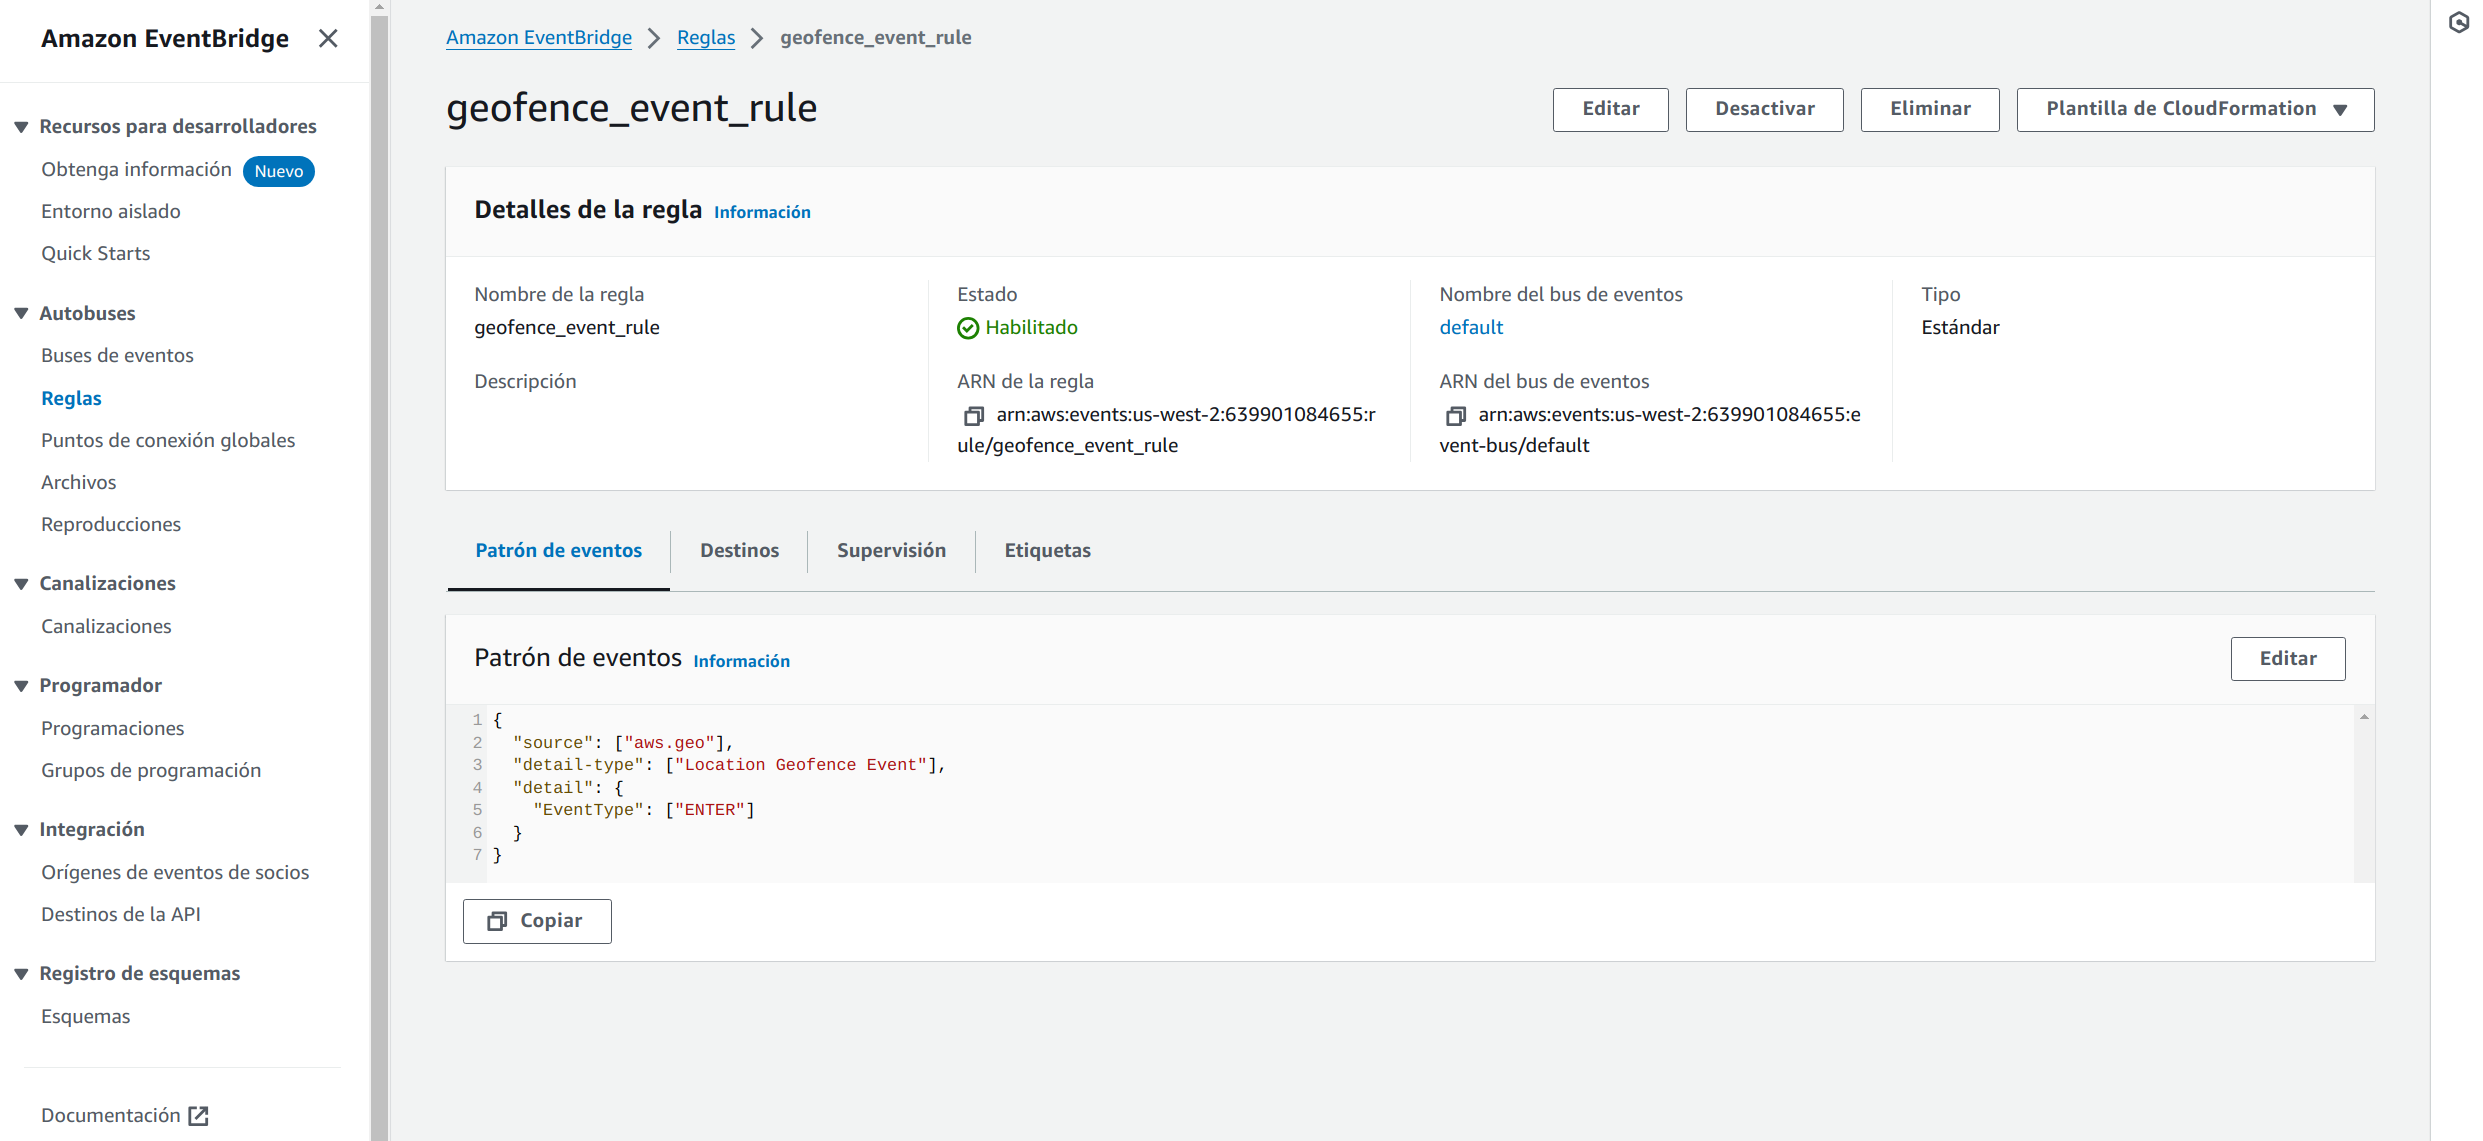 Amazon EventBridge
Recursos para desarrolladores
Obtenga información Nuevo
Entorno aislado
Quick Starts
Autobuses
Buses de eventos
Reglas
Puntos de conexión globales
Archivos
Reproducciones
Canalizaciones
Canalizaciones
Programador
Programaciones
Grupos de programación
Integración
Orígenes de eventos de socios
Destinos de la API
Registro de esquemas
Esquemas
Documentación
Amazon EventBridge Reglas geofence_event_rule
geofence_event_rule
Editar Desactivar Eliminar Plantilla de CloudFormation
Detalles de la regla Información
Nombre de la regla
geofence_event_rule
Descripción
Estado
Habilitado
ARN de la regla
arn:aws:events:us-west-2:639901084655:r
ule/geofence_event_rule
Nombre del bus de eventos
default
ARN del bus de eventos
arn:aws:events:us-west-2:639901084655:e
vent-bus/default
Tipo
Estándar
Patrón de eventos Destinos Supervisión Etiquetas
Patrón de eventos Información
Editar
1 {
2 "source": ["aws.geo"],
3 "detail-type": ["Location Geofence Event"],
4 "detail": {
5 "EventType": ["ENTER"]
6 }
7 }
Copiar